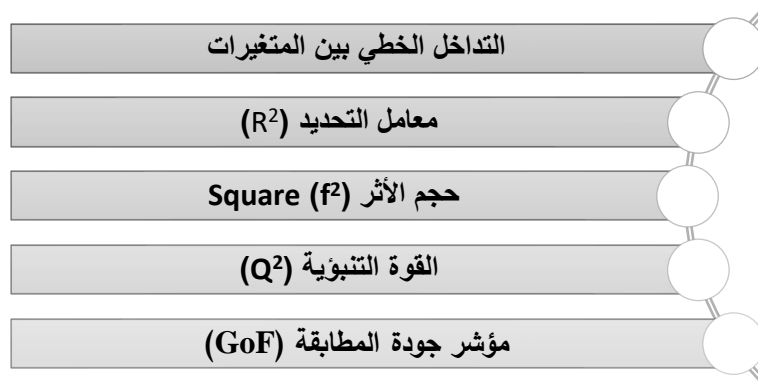 التداخل الخطي بين المتغيرات
معامل التحديد (R²)
حجم الأثر Square (f²)
القوة التنبؤية (Q²)
مؤشر جودة المطابقة (GoF)